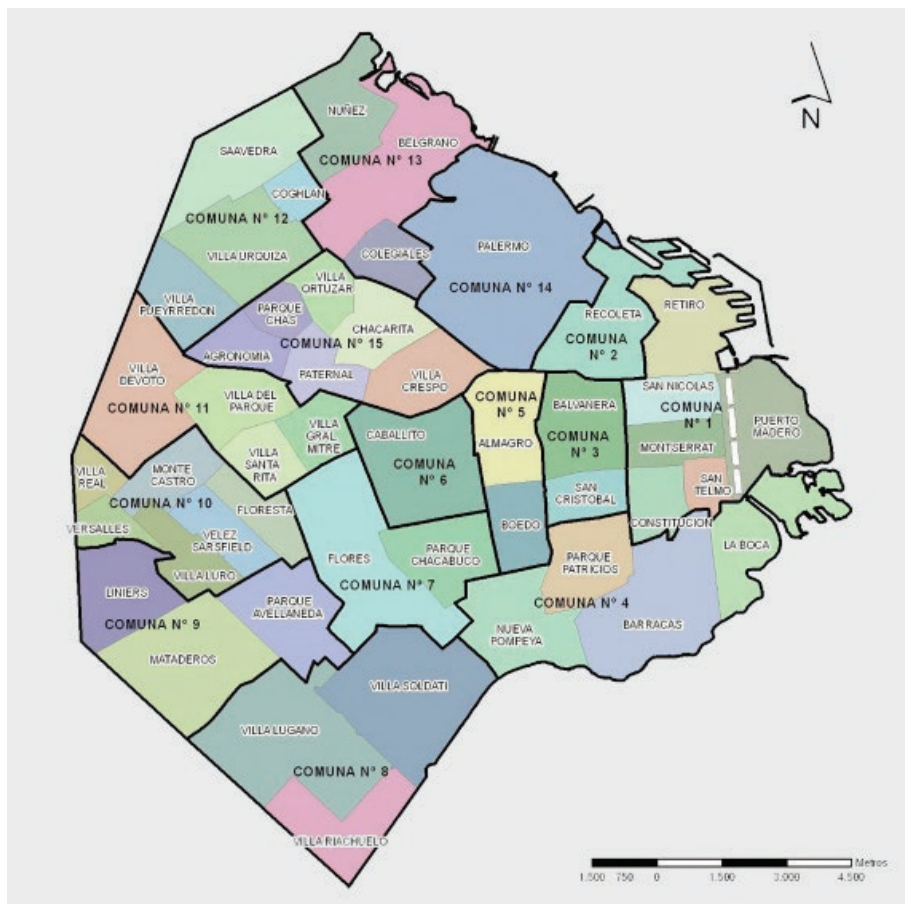 N
NUÑEZ
BELGRANO
COMUNA Nº 13
SAAVEDRA
COGHLAN
COMUNA Nº 12
VILLA URQUIZA
COLEGIALES
PALERMO
COMUNA Nº 14
VILLA
PUEYRREDON
VILLA
ORTUZAR
PARQUE
CHAS
CHACARITA
COMUNA Nº 15
AGRONOMIA
PATERNAL
VILLA
CRESPO
RECOLETA
COMUNA
Nº 2
RETIRO
VILLA
DEVOTO
COMUNA Nº 11
VILLA DEL
PARQUE
VILLA
GRAL
MITRE
VILLA
SANTA
RITA
CABALLITO
COMUNA
Nº 6
COMUNA
Nº 5
ALMAGRO
BOEDO
BALVANERA
COMUNA
Nº 3
SAN
CRISTOBAL
SAN NICOLAS
COMUNA
Nº 1
MONTSERRAT
PUERTO
MADERO
SAN
TELMO
CONSTITUCION
VILLA
REAL
MONTE
CASTRO
COMUNA Nº 10
FLORESTA
VERSALLES
VELEZ
SARSFIELD
VILLA LURO
FLORES
PARQUE
CHACABUCO
COMUNA Nº 7
PARQUE
PATRICIOS
LA BOCA
COMUNA Nº 4
BARRACAS
NUEVA
POMPEYA
LINIERS
COMUNA Nº 9
PARQUE
AVELLANEDA
MATADEROS
VILLA SOLDATI
VILLA LUGANO
COMUNA Nº 8
VILLA RIACHUELO
Metros
1.500 750 0 1.500 3.000 4.500